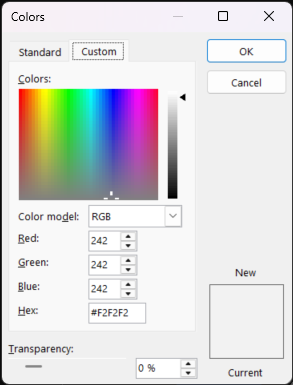 Colors
Standard
Custom
OK
Cancel
Colors:
Color model:
RGB
Red:
242
Green:
242
Blue:
242
Hex:
#F2F2F2
New
Transparency:
0 %
Current